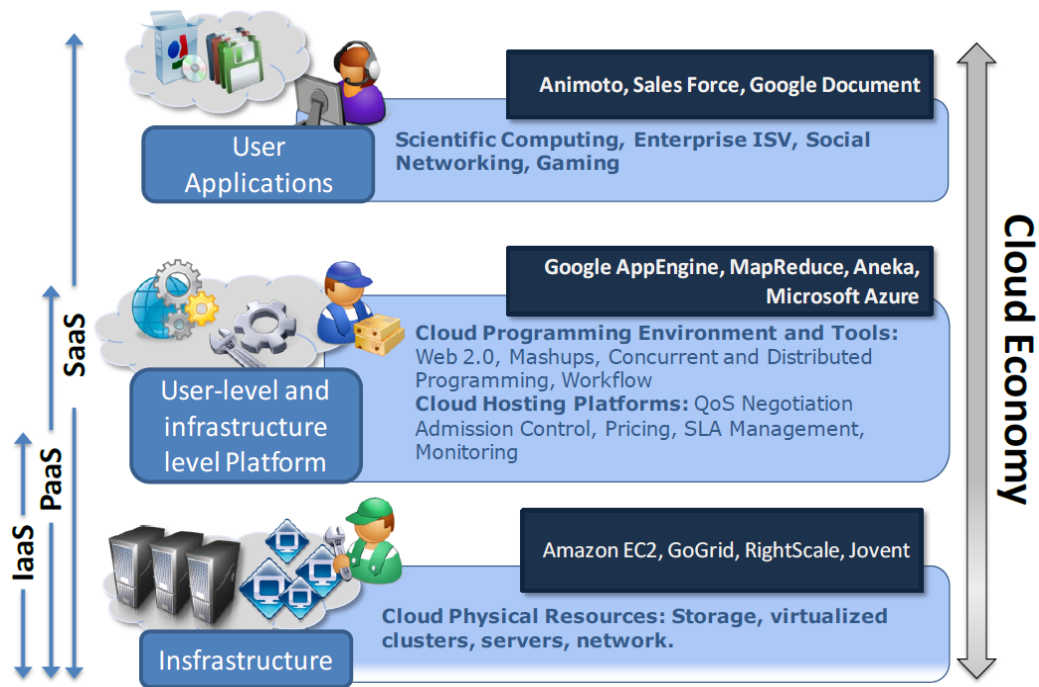 Animoto, Sales Force, Google Document
User
Applications
Scientific Computing, Enterprise ISV, Social
Networking, Gaming
Google AppEngine, MapReduce, Aneka,
Microsoft Azure
User-level and
infrastructure
level Platform
Cloud Programming Environment and Tools:
Web 2.0, Mashups, Concurrent and Distributed
Programming, Workflow
Cloud Hosting Platforms: QoS Negotiation
Admission Control, Pricing, SLA Management,
Monitoring
Amazon EC2, GoGrid, RightScale, Jovent
Insfrastructure
Cloud Physical Resources: Storage, virtualized
clusters, servers, network.
IaaS
PaaS
SaaS
Cloud Economy